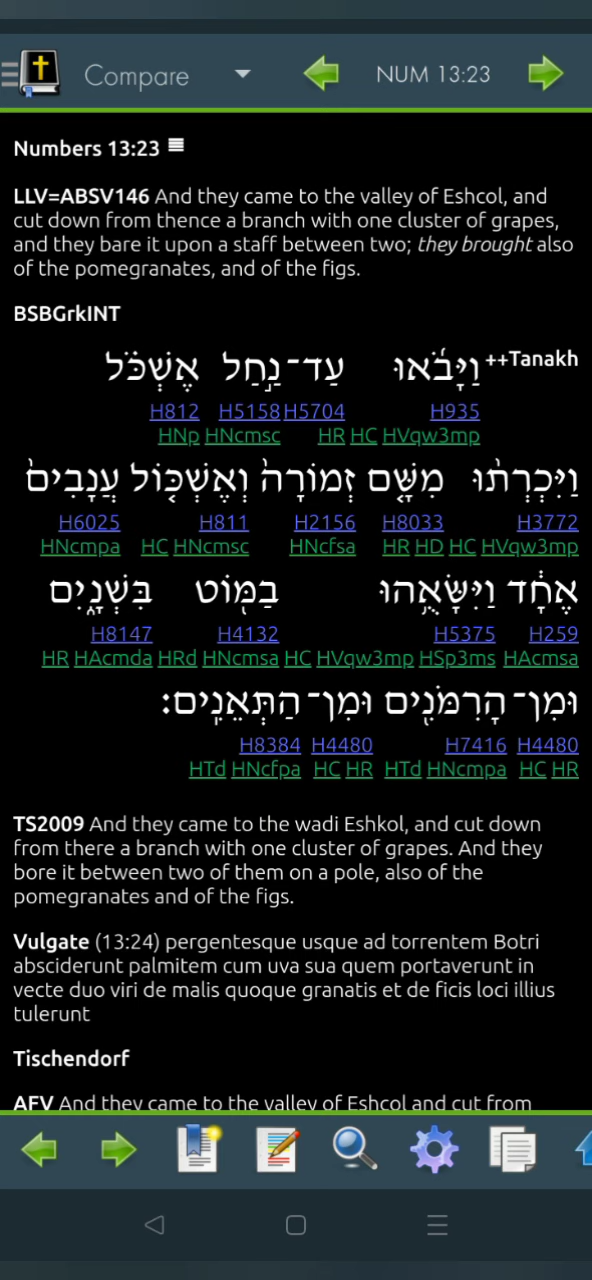 Compare
NUM 13:23
Numbers 13:23
LLV=ABSV146 And they came to the valley of Eshcol, and
cut down from thence a branch with one cluster of grapes,
and they bare it upon a staff between two; they brought also
of the pomegranates, and of the figs.
BSBGrkINT
++Tanakh וַיָּבֹ֜אוּ עַד־נַ֣חַל אֶשְׁכֹּ֗ל
H812 H5158 H5704 H935
HNp HNcmsc HR HC HVqw3mp
וַיִּכְרְת֨וּ מִשָּׁ֤ם זְמוֹרָה֙ וְאֶשְׁכּ֤וֹל עֲנָבִים֙
H6025 H811 H2156 H8033 H3772
HNcmpa HC HNcmsc HNcfsa HR HD HC HVqw3mp
אֶחָ֔ד וַיִּשָּׂאֻ֥הוּ בַמּ֖וֹט בִּשְׁנָ֑יִם
H8147 H4132 H5375 H259
HR HAcmda HRd HNcmsa HC HVqw3mp HSp3ms HAcmsa
וּמִן־הָרִמֹּנִ֖ים וּמִן־הַתְּאֵנִֽים׃
H8384 H4480 H7416 H4480
HTd HNcfpa HC HR HTd HNcmpa HC HR
TS2009 And they came to the wadi Eshkol, and cut down
from there a branch with one cluster of grapes. And they
bore it between two of them on a pole, also of the
pomegranates and of the figs.
Vulgate (13:24) pergentesque usque ad torrentem Botri
absciderunt palmitem cum uva sua quem portaverunt in
vecte duo viri de malis quoque granatis et de ficis loci illius
tulerunt
Tischendorf
AFV And they came to the valley of Eshcol and cut from